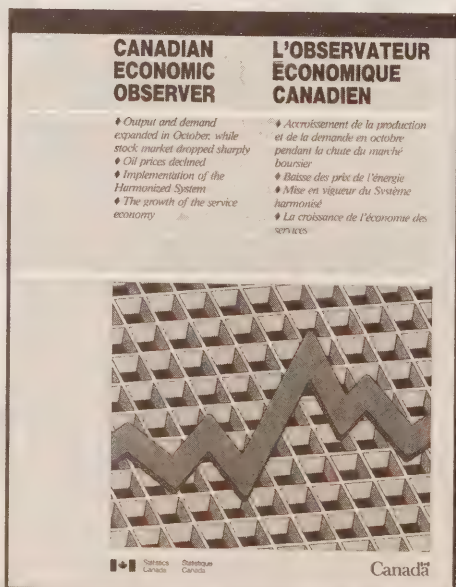 CANADIAN
ECONOMIC
OBSERVER
♦ Output and demand
expanded in October, while
stock market dropped sharply
♦ Oil prices declined
♦ Implementation of the
Harmonized System
♦ The growth of the service
economy
L'OBSERVATEUR
ÉCONOMIQUE
CANADIEN
♦ Accroissement de la production
et de la demande en octobre
pendant la chute du marché
boursier
♦ Baisse des prix de l'énergie
♦ Mise en vigueur du Système
harmonisé
♦ La croissance de l'économie des
services
Statistics
Canada
Statistique
Canada
Canada